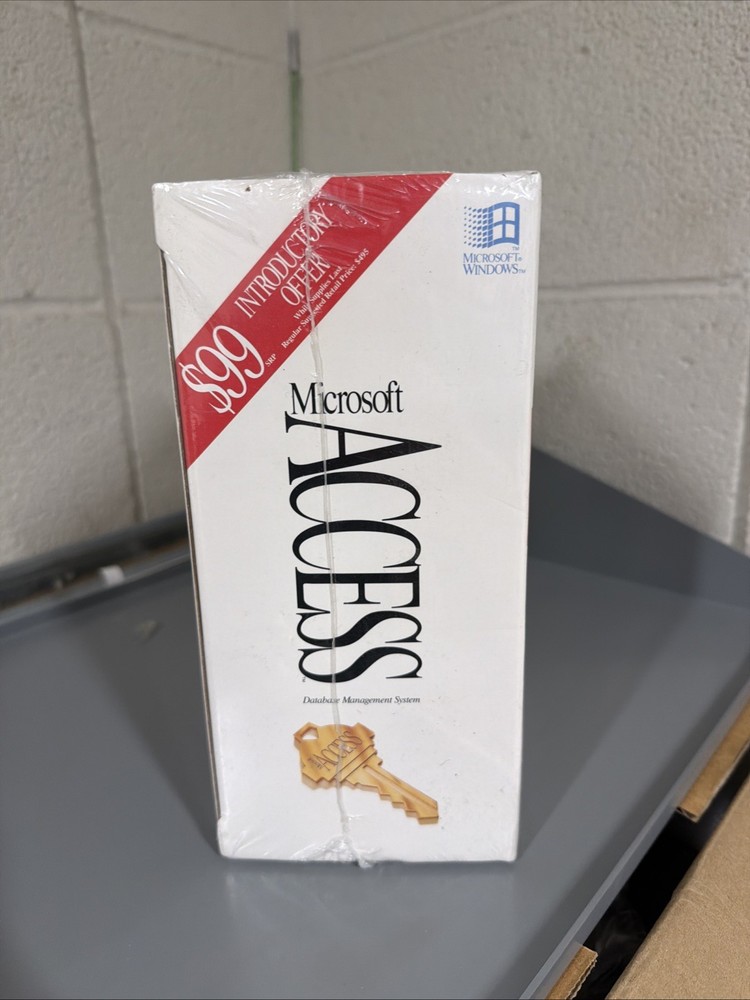 $99 SRP
INTRODUCTORY
OFFER
While Supplies Last.
Regular Suggested Retail Price: $495
MICROSOFT®
WINDOWS™
Microsoft
ACCESS®
Database Management System
ACCESS